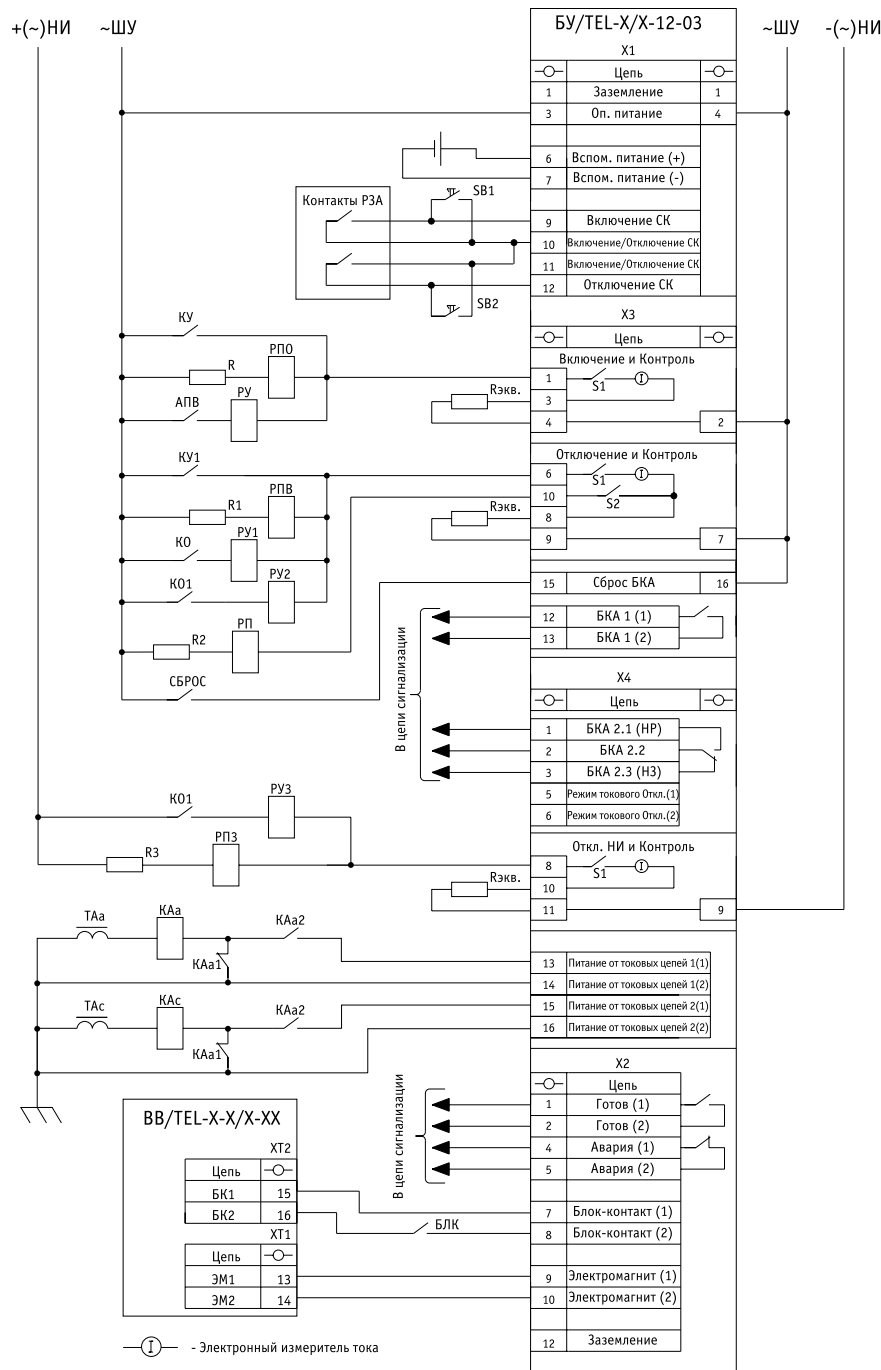 +(~)НИ ~ШУ БУ/TEL-X/X-12-03 ~ШУ -(~)НИ
X1
Цепь
1 Заземление 1
3 Оп. питание 4
6 Вспом. питание (+)
7 Вспом. питание (-)
Контакты РЗА
SB1
9 Включение СК
10 Включение/Отключение СК
11 Включение/Отключение СК
12 Отключение СК
SB2
X3
Цепь
КУ
R
РПО
АПВ
РУ
Rэкв.
Включение и Контроль
1
S1
I
3
4
2
КУ1
R1
РПВ
КО
РУ1
КО1
РУ2
R2
РП
СБРОС
Rэкв.
Отключение и Контроль
6
S1
I
10
S2
8
9
7
15 Сброс БКА 16
В цепи сигнализации
12 БКА 1 (1)
13 БКА 1 (2)
X4
Цепь
1 БКА 2.1 (НР)
2 БКА 2.2
3 БКА 2.3 (НЗ)
5 Режим токового Откл.(1)
6 Режим токового Откл.(2)
КО1
РУ3
R3
РП3
Rэкв.
Откл. НИ и Контроль
8
S1
I
10
11
9
ТАа
КАа
КАа2
КАа1
ТАс
КАс
КАа2
КАа1
13 Питание от токовых цепей 1(1)
14 Питание от токовых цепей 1(2)
15 Питание от токовых цепей 2(1)
16 Питание от токовых цепей 2(2)
X2
Цепь
В цепи сигнализации
1 Готов (1)
2 Готов (2)
4 Авария (1)
5 Авария (2)
7 Блок-контакт (1)
8 Блок-контакт (2)
9 Электромагнит (1)
10 Электромагнит (2)
12 Заземление
ВВ/TEL-X-X/X-XX
XT2
Цепь
БК1 15
БК2 16
БЛК
XT1
Цепь
ЭМ1 13
ЭМ2 14
I - Электронный измеритель тока